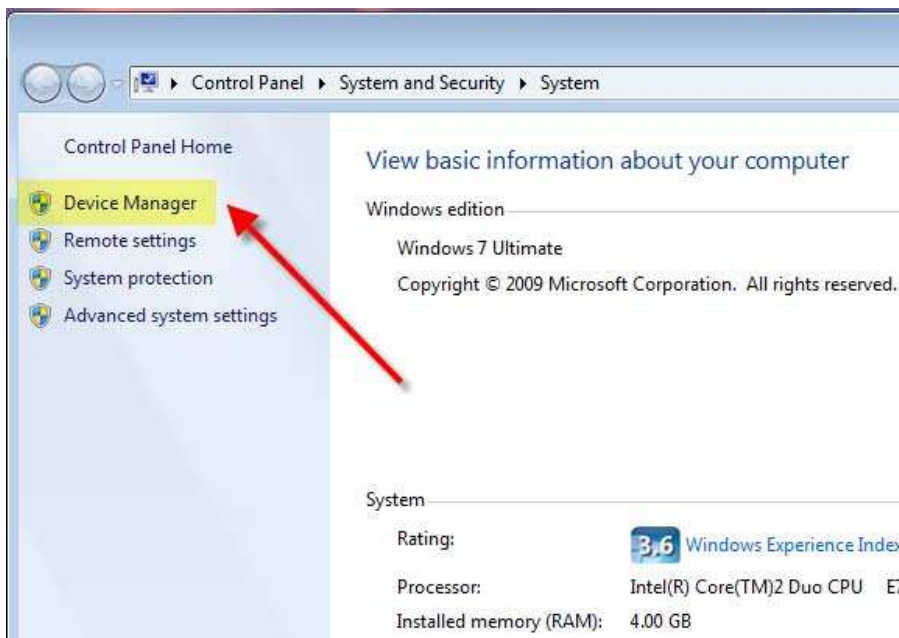 Control Panel System and Security System
Control Panel Home
Device Manager
Remote settings
System protection
Advanced system settings
View basic information about your computer
Windows edition
Windows 7 Ultimate
Copyright © 2009 Microsoft Corporation. All rights reserved.
System
Rating:
3.6 Windows Experience Index
Processor:
Intel(R) Core(TM)2 Duo CPU E7
Installed memory (RAM):
4.00 GB